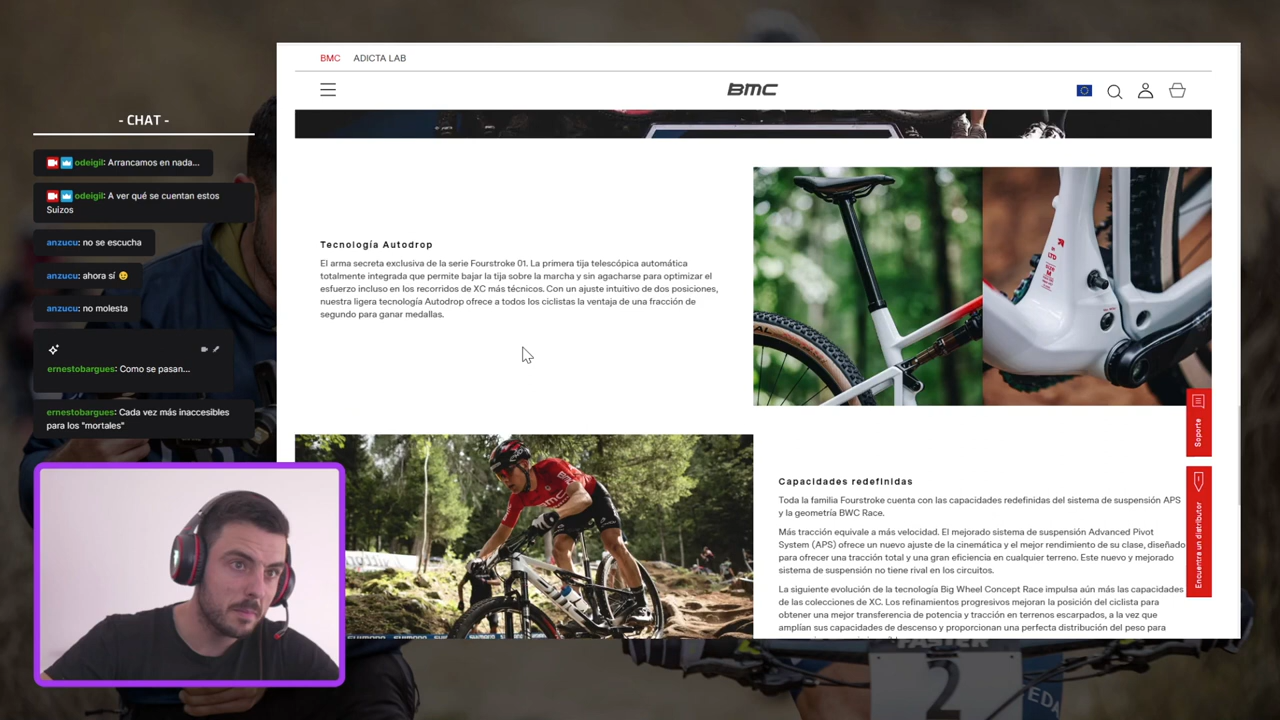 - CHAT -
odeigil: Arrancamos en nada...
odeigil: A ver qué se cuentan estos
Suizos
anzucu: no se escucha
anzucu: ahora sí 😉
anzucu: no molesta
ernestobargues: Como se pasan...
ernestobargues: Cada vez más inaccesibles
para los "mortales"
BMC ADICTA LAB
BMC
Tecnología Autodrop
El arma secreta exclusiva de la serie Fourstroke 01. La primera tija telescópica automática
totalmente integrada que permite bajar la tija sobre la marcha y sin agacharse para optimizar el
esfuerzo incluso en los recorridos de XC más técnicos. Con un ajuste intuitivo de dos posiciones,
nuestra ligera tecnología Autodrop ofrece a todos los ciclistas la ventaja de una fracción de
segundo para ganar medallas.
Soporte
Encuentra un distribuidor
Capacidades redefinidas
Toda la familia Fourstroke cuenta con las capacidades redefinidas del sistema de suspensión APS
y la geometría BWC Race.
Más tracción equivale a más velocidad. El mejorado sistema de suspensión Advanced Pivot
System (APS) ofrece un nuevo ajuste de la cinemática y el mejor rendimiento de su clase, diseñado
para ofrecer una tracción total y una gran eficiencia en cualquier terreno. Este nuevo y mejorado
sistema de suspensión no tiene rival en los circuitos.
La siguiente evolución de la tecnología Big Wheel Concept Race impulsa aún más las capacidades
de las colecciones de XC. Los refinamientos progresivos mejoran la posición del ciclista para
obtener una mejor transferencia de potencia y tracción en terrenos escarpados, a la vez que
amplían sus capacidades de descenso y proporcionan una perfecta distribución del peso para
2
EDA